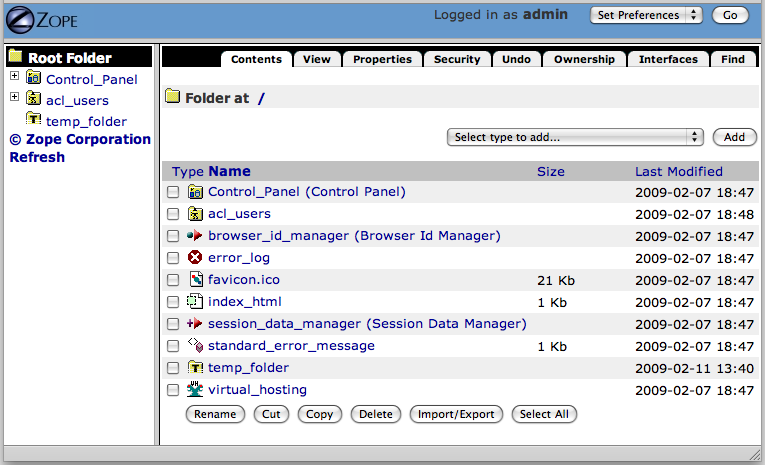 ZOPE Logged in as admin Set Preferences Go
Root Folder
Control_Panel
acl_users
temp_folder
© Zope Corporation
Refresh
Contents View Properties Security Undo Ownership Interfaces Find
Folder at /
Select type to add... Add
Type Name Size Last Modified
Control_Panel (Control Panel) 2009-02-07 18:47
acl_users 2009-02-07 18:48
browser_id_manager (Browser Id Manager) 2009-02-07 18:47
error_log 2009-02-07 18:47
favicon.ico 21 Kb 2009-02-07 18:47
index_html 1 Kb 2009-02-07 18:47
session_data_manager (Session Data Manager) 2009-02-07 18:47
standard_error_message 1 Kb 2009-02-07 18:47
temp_folder 2009-02-11 13:40
virtual_hosting 2009-02-07 18:47
Rename Cut Copy Delete Import/Export Select All